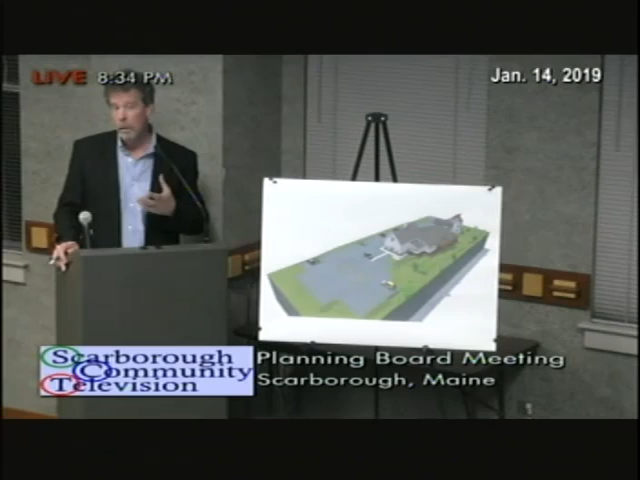 LIVE 8:34 PM
Jan. 14, 2019
Scarborough
Community
Television
Planning Board Meeting
Scarborough, Maine